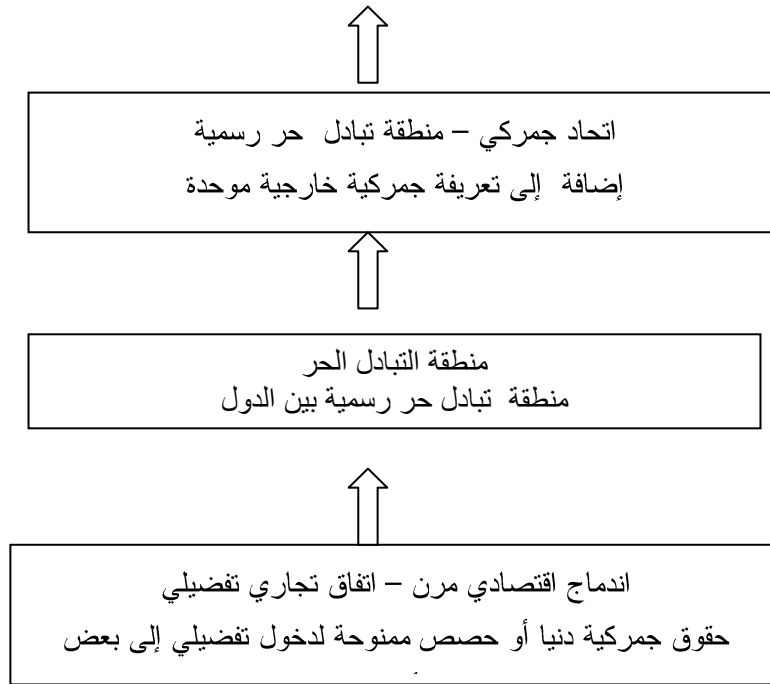 اتحاد جمركي – منطقة تبادل حر رسمية
إضافة إلى تعريفة جمركية خارجية موحدة
منطقة التبادل الحر
منطقة تبادل حر رسمية بين الدول
اندماج اقتصادي مرن – اتفاق تجاري تفضيلي
حقوق جمركية دنيا أو حصص ممنوحة لدخول تفضيلي إلى بعض